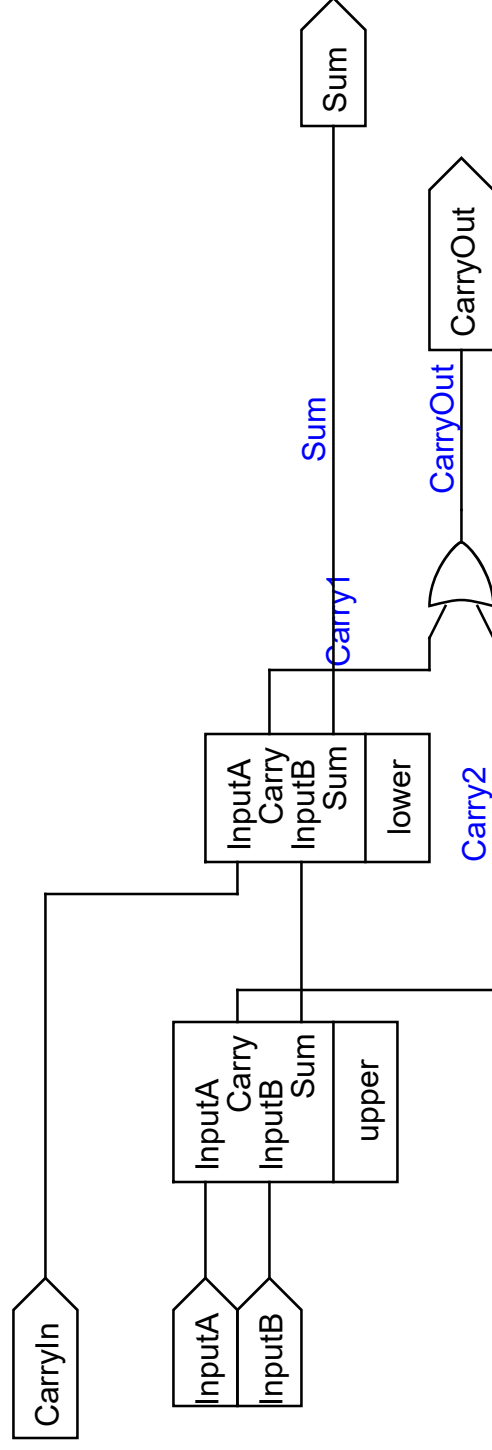 CarryIn
InputA
InputB
InputA
Carry
InputB
Sum
upper
InputA
Carry
InputB
Sum
lower
Carry2
Carry1
Sum
CarryOut
Sum
CarryOut